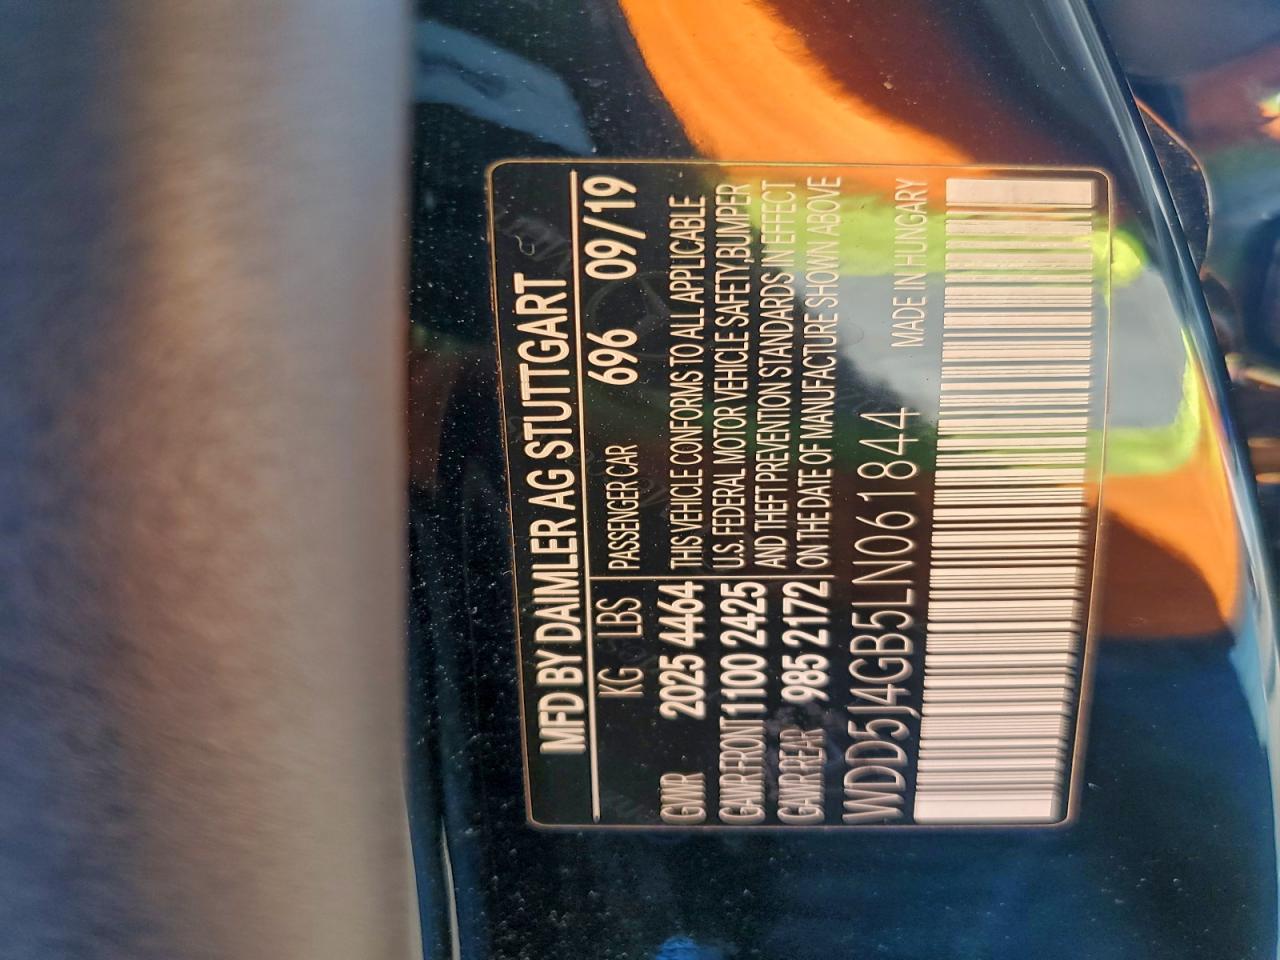 MFD BY DAIMLER AG STUTTGART
KG LBS PASSENGER CAR 696 09/19
GVWR 2025 4464
GAWR FRONT 1100 2425
GAWR REAR 985 2172
THIS VEHICLE CONFORMS TO ALL APPLICABLE
U.S. FEDERAL MOTOR VEHICLE SAFETY,BUMPER
AND THEFT PREVENTION STANDARDS IN EFFECT
ON THE DATE OF MANUFACTURE SHOWN ABOVE
WDD5J4GB5LN061844 MADE IN HUNGARY